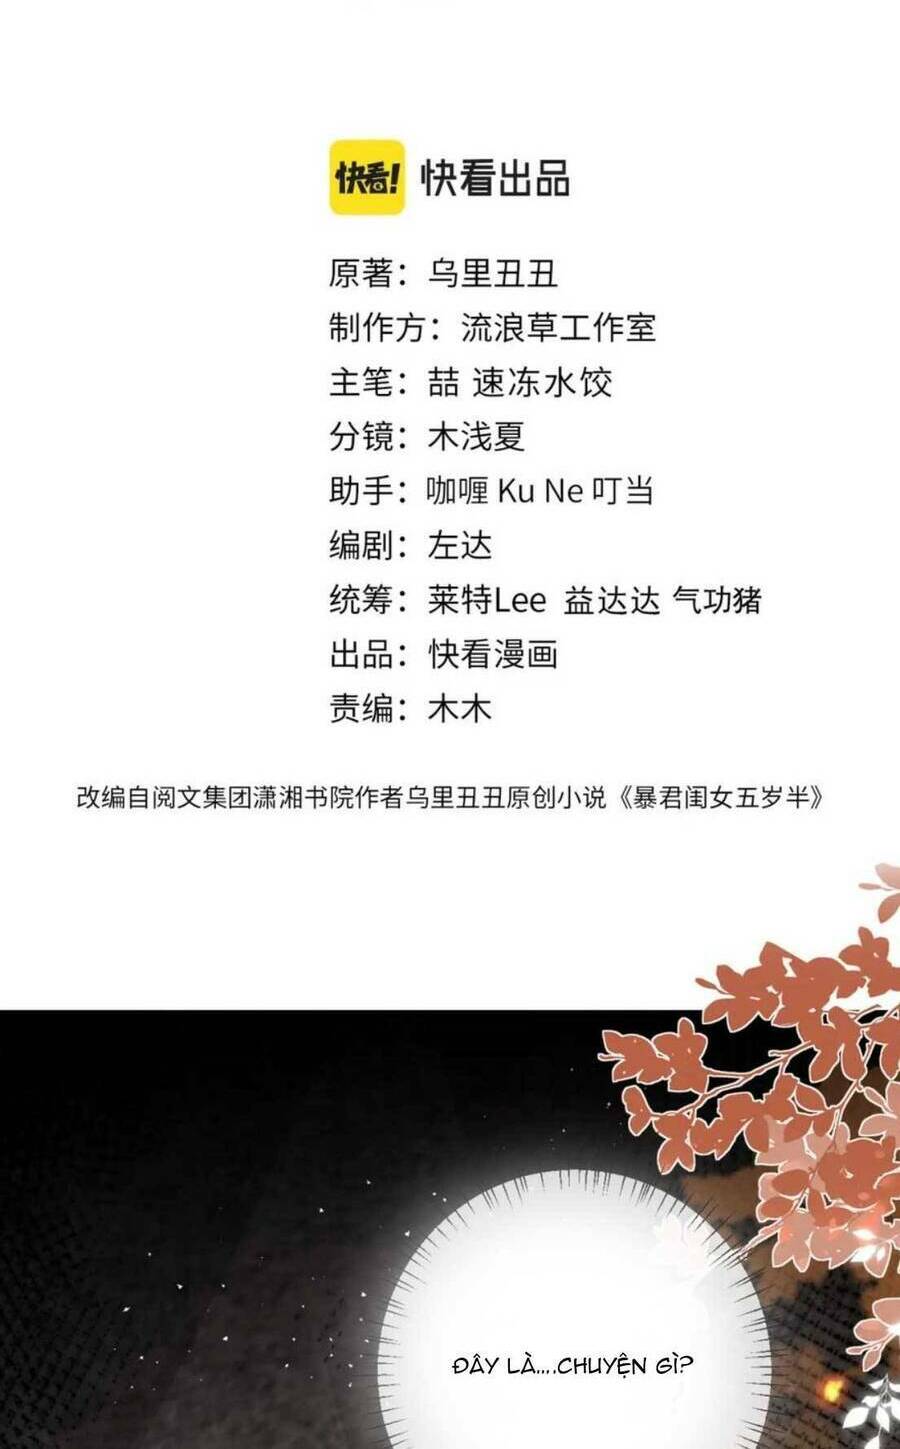 快看! 快看出品
原著：乌里丑丑
制作方：流浪草工作室
主笔：喆 速冻水饺
分镜：木浅夏
助手：咖喱 Ku Ne 叮当
编剧：左达
统筹：莱特Lee 益达达 气功猪
出品：快看漫画
责编：木木
改编自阅文集团潇湘书院作者乌里丑丑原创小说《暴君闺女五岁半》
ĐÂY LÀ....CHUYỆN GÌ?